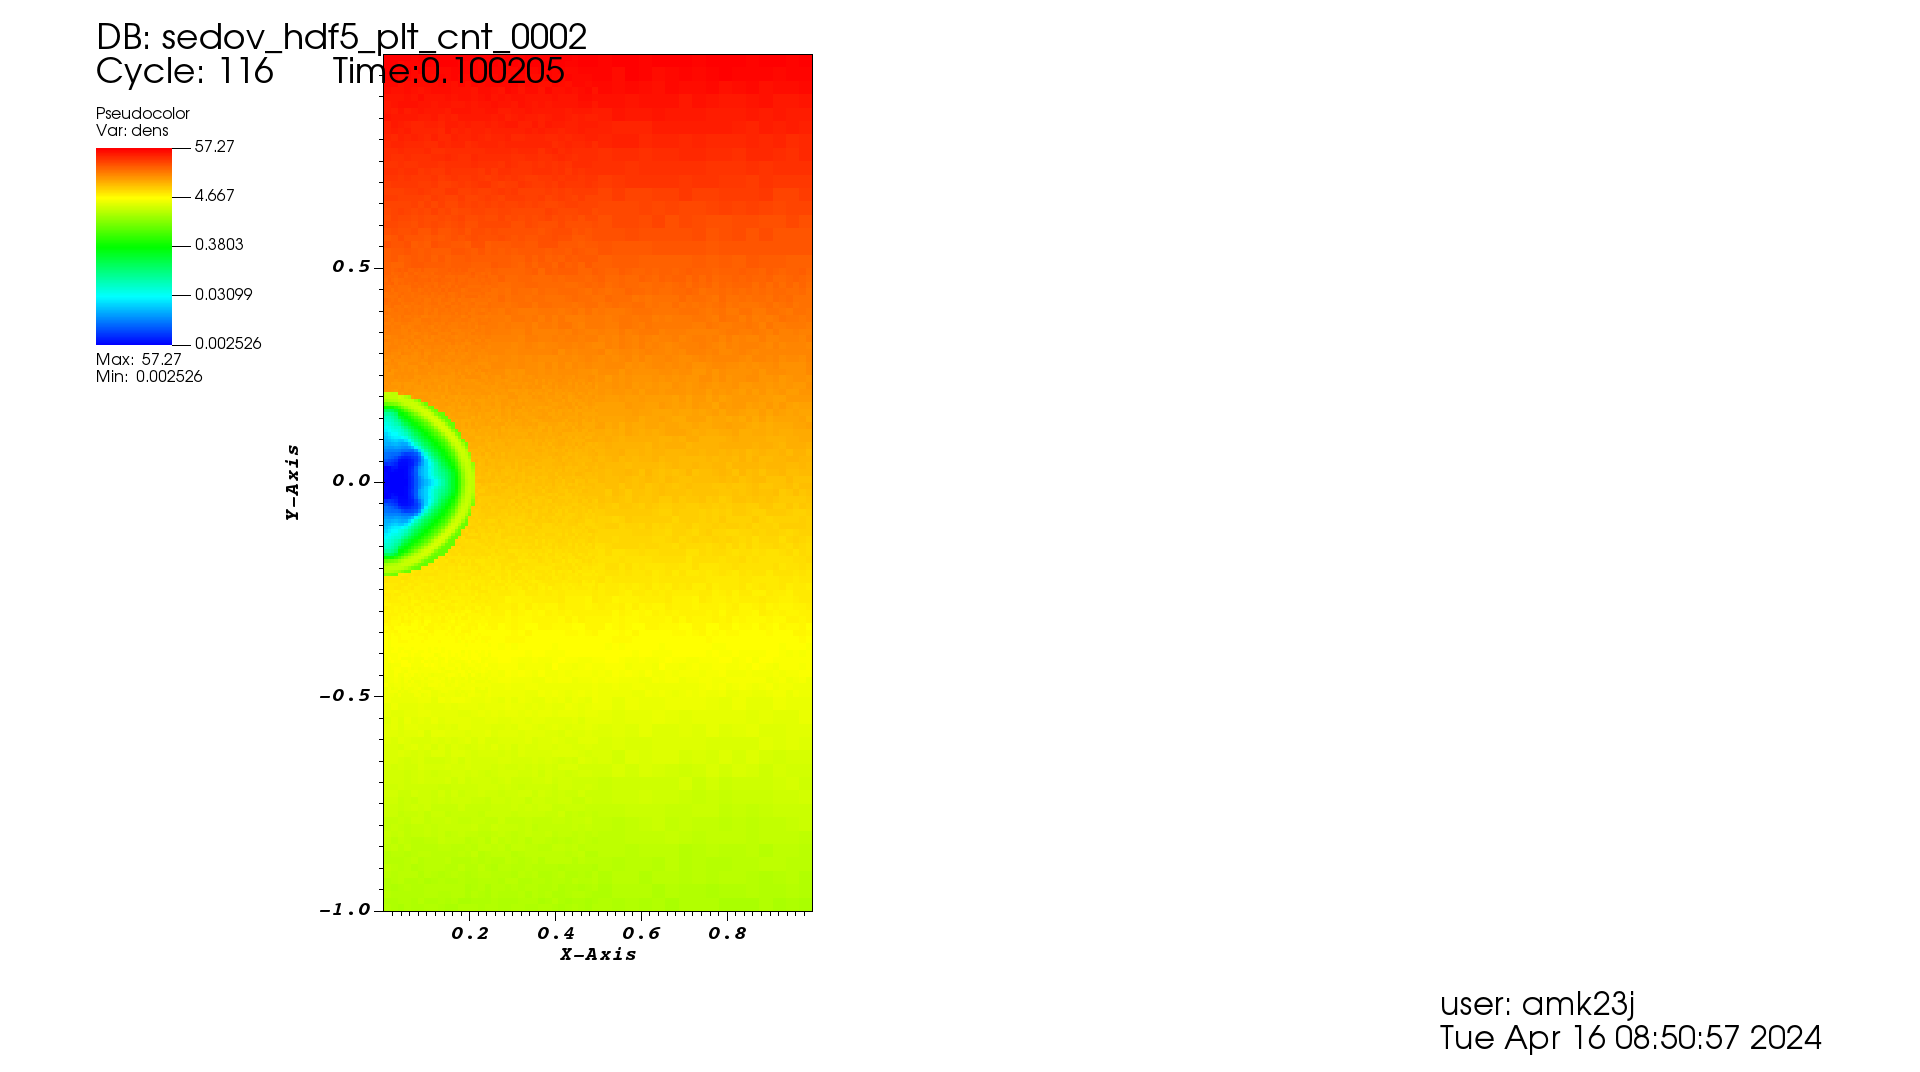 DB: sedov_hdf5_plt_cnt_0002
Cycle: 116 Time:0.100205
Pseudocolor
Var: dens
57.27
4.667
0.3803
0.03099
0.002526
Max: 57.27
Min: 0.002526
0.5
0.0
-0.5
-1.0
Y-Axis
0.2 0.4 0.6 0.8
X-Axis
user: amk23j
Tue Apr 16 08:50:57 2024